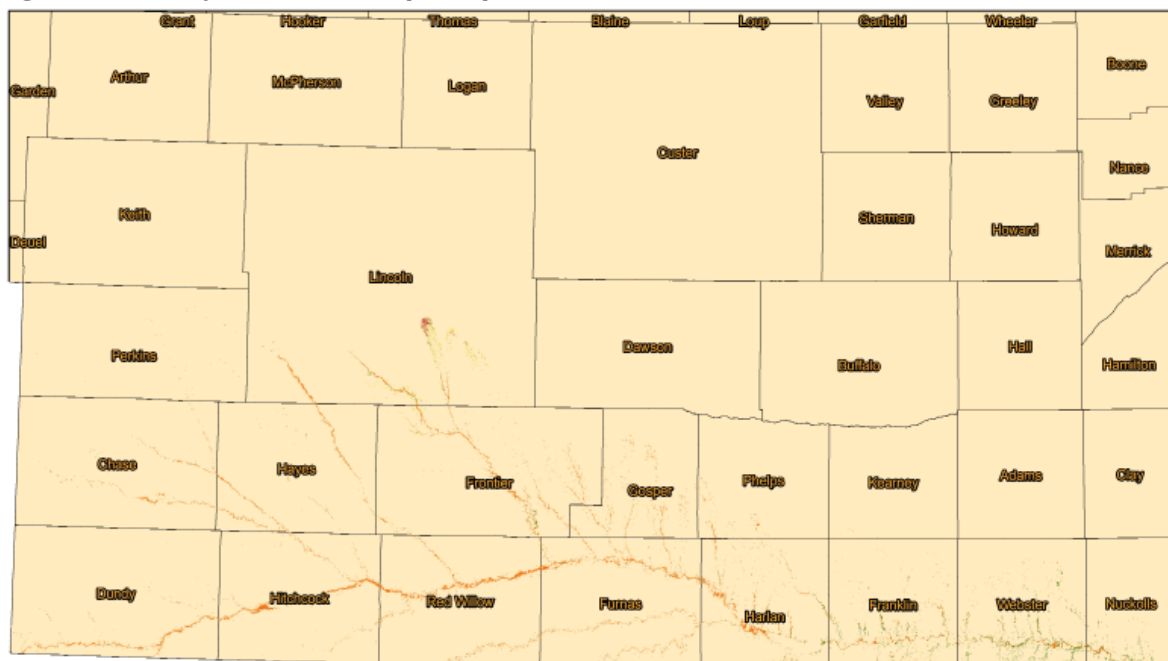 Grant Hooker Thomas Blaine Loup Garfield Wheeler
Boone
Arthur McPherson Logan
Garden
Valley Greeley
Custer
Nance
Keith Sherman Howard
Deuel
Merrick
Lincoln
Perkins Dawson Buffalo Hall
Hamilton
Chase Hayes Frontier Gosper Phelps Kearney Adams Clay
Dundy Hitchcock Red Willow Furnas Harlan Franklin Webster Nuckolls